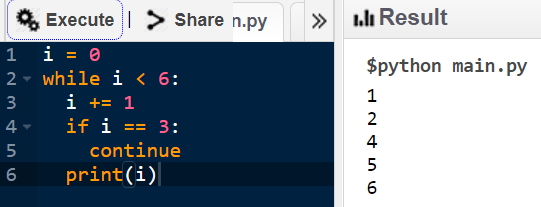 Execute | Share n.py »
1 i = 0
2 while i < 6:
3   i += 1
4   if i == 3:
5     continue
6   print(i)
Result
$python main.py
1
2
4
5
6